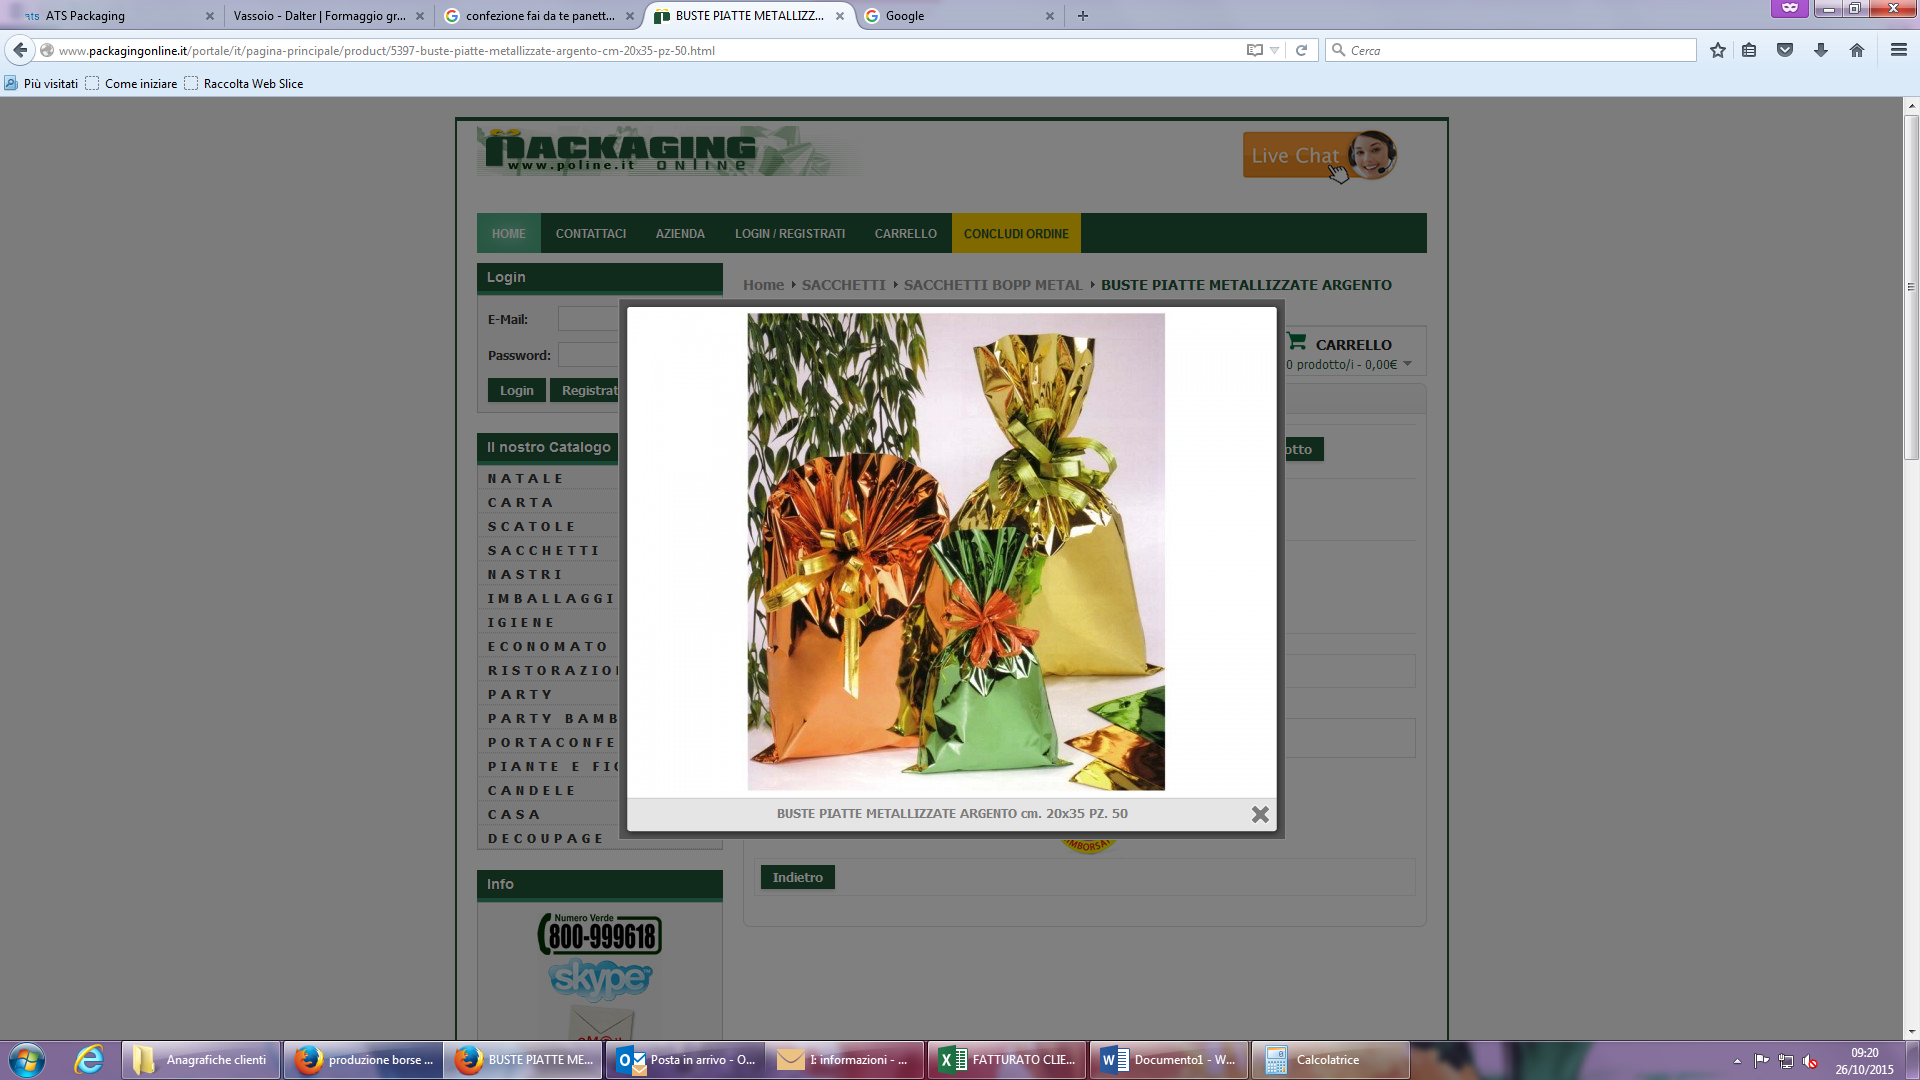 ATS Packaging
Vassoio - Dalter | Formaggio gr...
confezione fai da te panett...
BUSTE PIATTE METALLIZZ...
Google
www.packagingonline.it/portale/it/pagina-principale/product/5397-buste-piatte-metallizzate-argento-cm-20x35-pz-50.html
Cerca
Più visitati
Come iniziare
Raccolta Web Slice
PACKAGING
www.poline.it ONLINE
Live Chat
HOME
CONTATTACI
AZIENDA
LOGIN / REGISTRATI
CARRELLO
CONCLUDI ORDINE
Login
Home SACCHETTI SACCHETTI BOPP METAL BUSTE PIATTE METALLIZZATE ARGENTO
E-Mail:
Password:
Login
Registrat
CARRELLO
0 prodotto/i - 0,00€
otto
Il nostro Catalogo
NATALE
CARTA
SCATOLE
SACCHETTI
NASTRI
IMBALLAGGI
IGIENE
ECONOMATO
RISTORAZIO
PARTY
PARTY BAMB
PORTACONFE
PIANTE E FIO
CANDELE
CASA
DECOUPAGE
BUSTE PIATTE METALLIZZATE ARGENTO cm. 20x35 PZ. 50
Indietro
Info
Numero Verde
800-999618
skype
Anagrafiche clienti
produzione borse ...
BUSTE PIATTE ME...
Posta in arrivo - O...
I: informazioni - ...
FATTURATO CLIE...
Documento1 - W...
Calcolatrice
09:20
26/10/2015